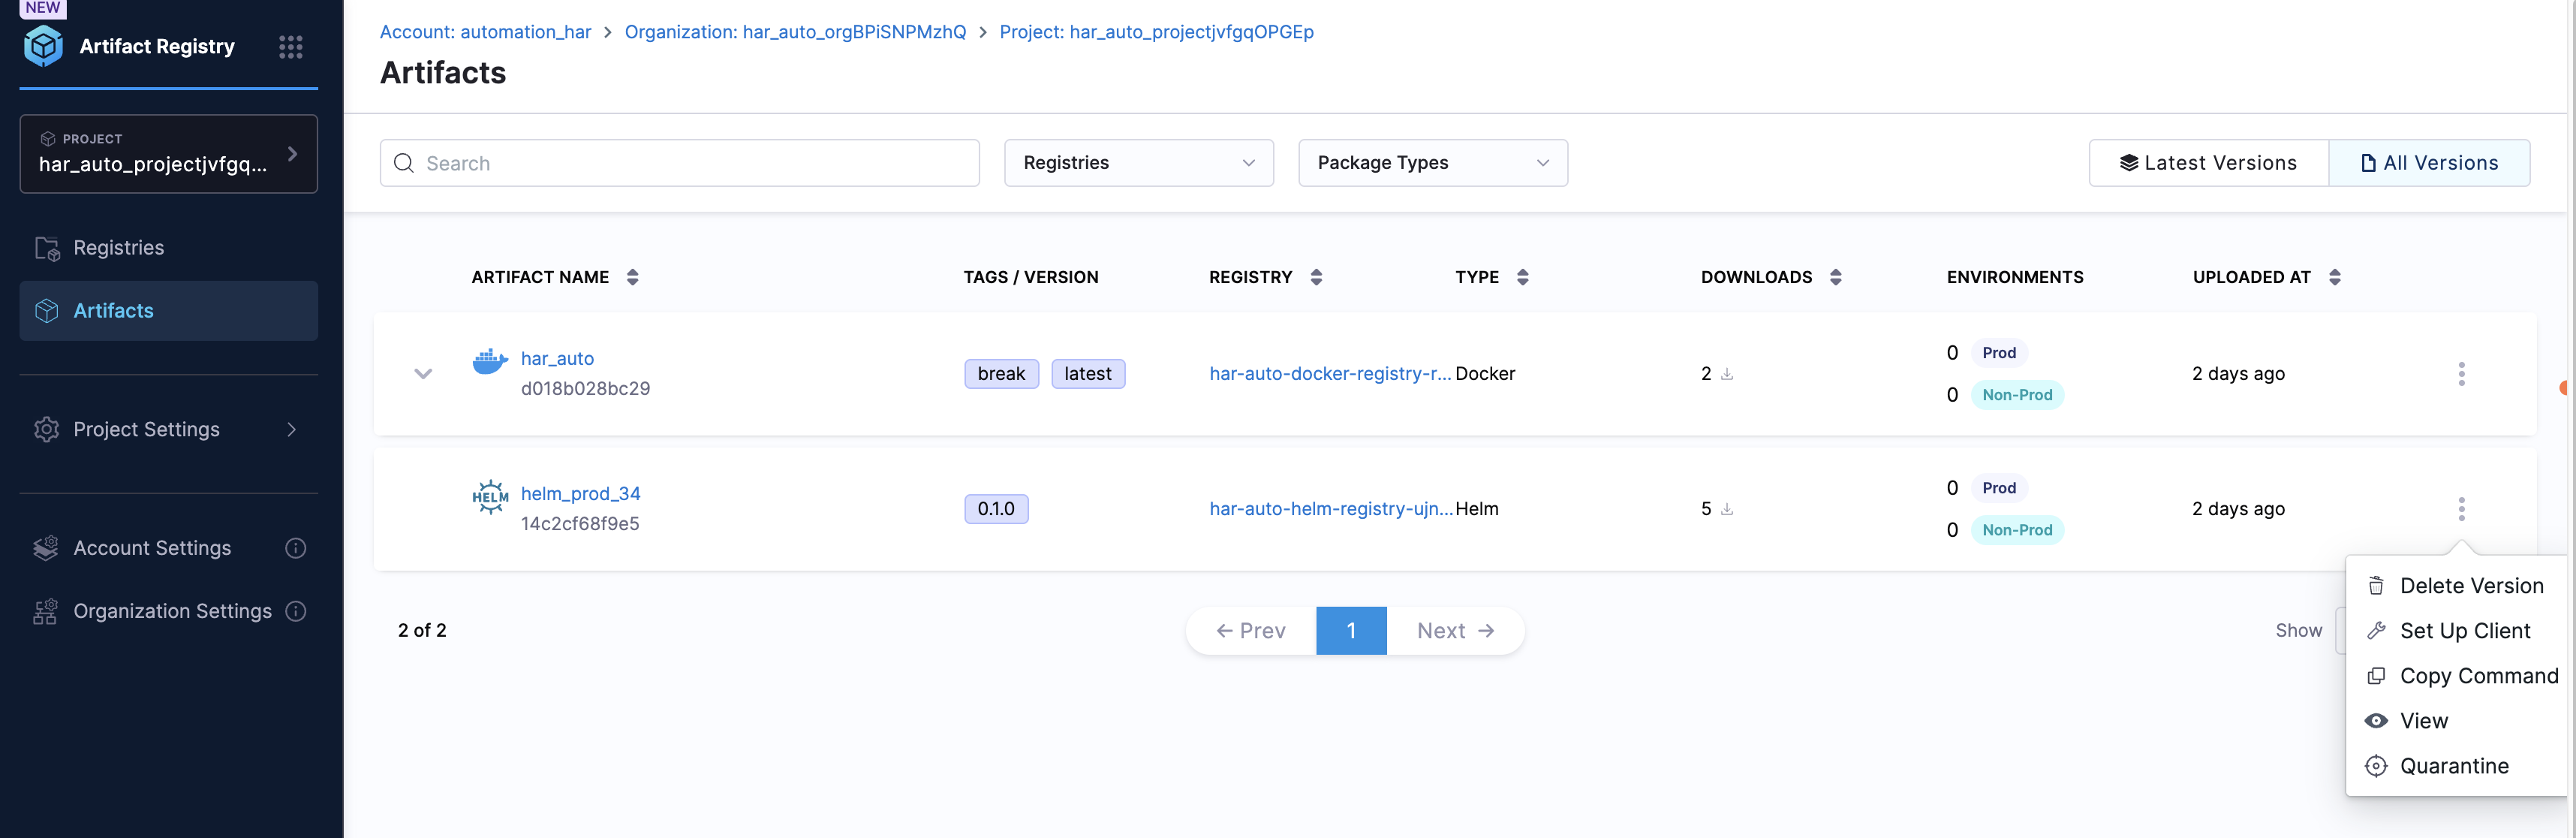 NEW
Artifact Registry
PROJECT
har_auto_projectjvfgq...
Registries
Artifacts
Project Settings
Account Settings
Organization Settings
Account: automation_har > Organization: har_auto_orgBPiSNPMzhQ > Project: har_auto_projectjvfgqOPGEp
Artifacts
Search
Registries
Package Types
Latest Versions
All Versions
ARTIFACT NAME TAGS / VERSION REGISTRY TYPE DOWNLOADS ENVIRONMENTS UPLOADED AT
har_auto
d018b028bc29
break latest
har-auto-docker-registry-r...
Docker
2
0 Prod
0 Non-Prod
2 days ago
HELM
helm_prod_34
14c2cf68f9e5
0.1.0
har-auto-helm-registry-ujn...
Helm
5
0 Prod
0 Non-Prod
2 days ago
2 of 2
← Prev
1
Next →
Show
Delete Version
Set Up Client
Copy Command
View
Quarantine